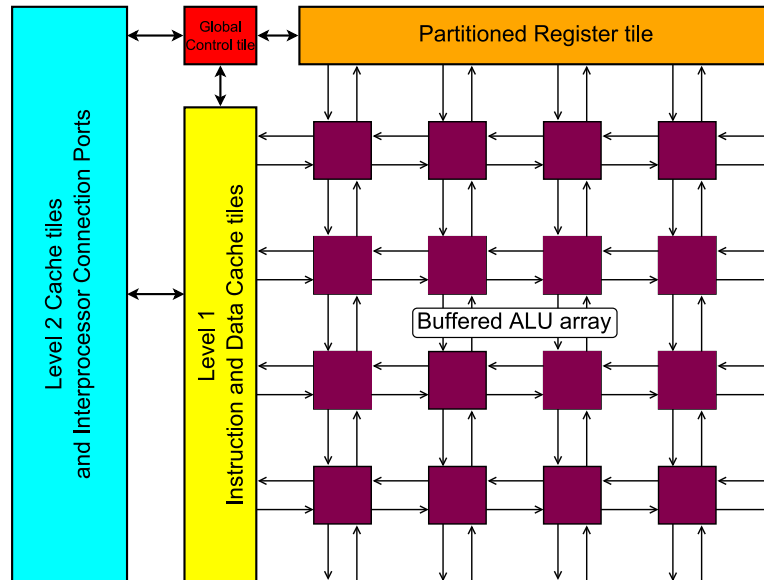 Global
Control tile
Partitioned Register tile
Level 2 Cache tiles
and Interprocessor Connection Ports
Level 1
Instruction and Data Cache tiles
Buffered ALU array